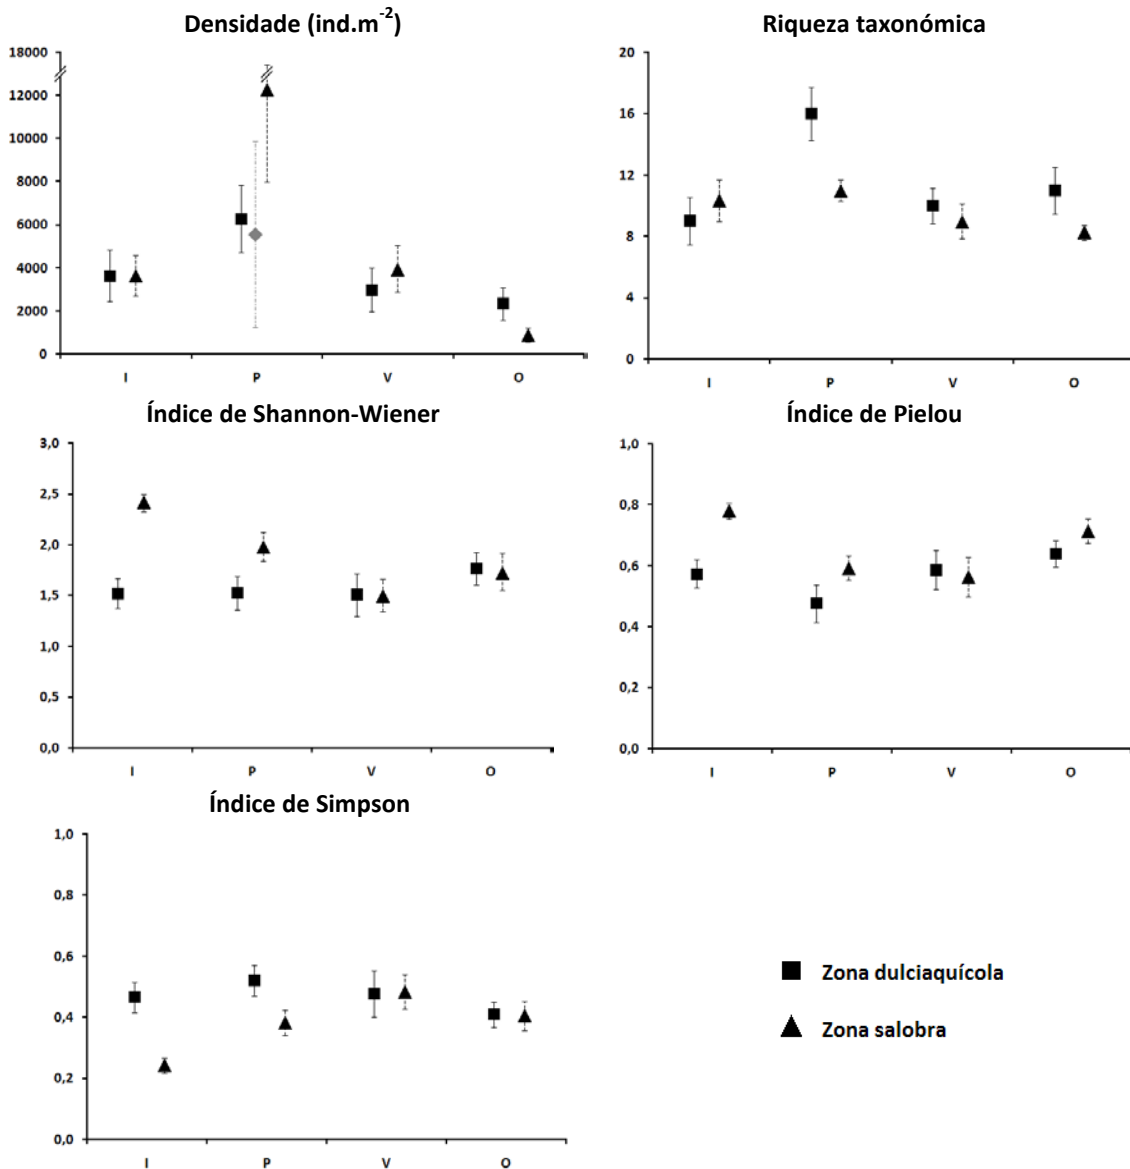 Densidade (ind.m⁻²)
18000
12000
10000
8000
6000
4000
2000
0
I P V O
Riqueza taxonómica
20
16
12
8
4
0
I P V O
Índice de Shannon-Wiener
3,0
2,5
2,0
1,5
1,0
0,5
0,0
I P V O
Índice de Pielou
1,0
0,8
0,6
0,4
0,2
0,0
I P V O
Índice de Simpson
1,0
0,8
0,6
0,4
0,2
0,0
I P V O
Zona dulciaquícola
Zona salobra